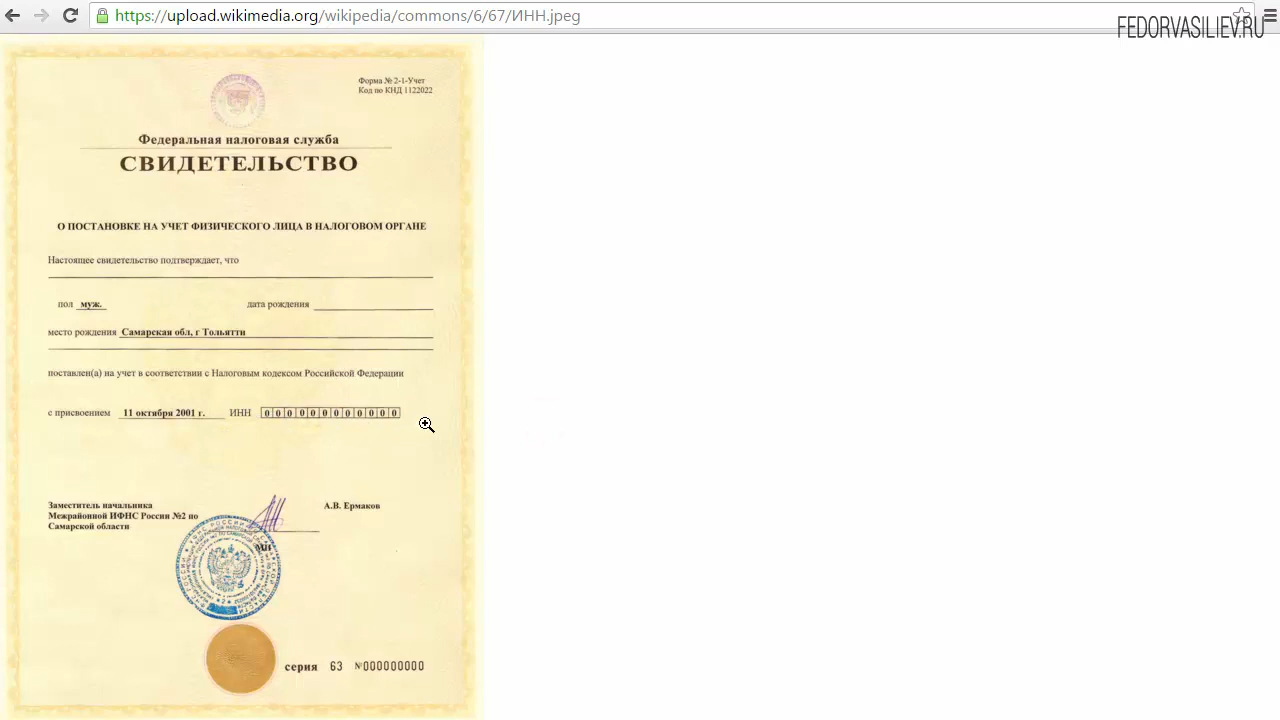 https://upload.wikimedia.org/wikipedia/commons/6/67/ИНН.jpeg
FEDORVASILIEV.RU
Форма № 2-1-Учет
Код по КНД 1122022
Федеральная налоговая служба
СВИДЕТЕЛЬСТВО
О ПОСТАНОВКЕ НА УЧЕТ ФИЗИЧЕСКОГО ЛИЦА В НАЛОГОВОМ ОРГАНЕ
Настоящее свидетельство подтверждает, что
пол муж. дата рождения
место рождения Самарская обл, г Тольятти
поставлен(а) на учет в соответствии с Налоговым кодексом Российской Федерации
с присвоением 11 октября 2001 г. ИНН 000000000000
Заместитель начальника
Межрайонной ИФНС России №2 по
Самарской области
А.В. Ермаков
МП
серия 63 №000000000